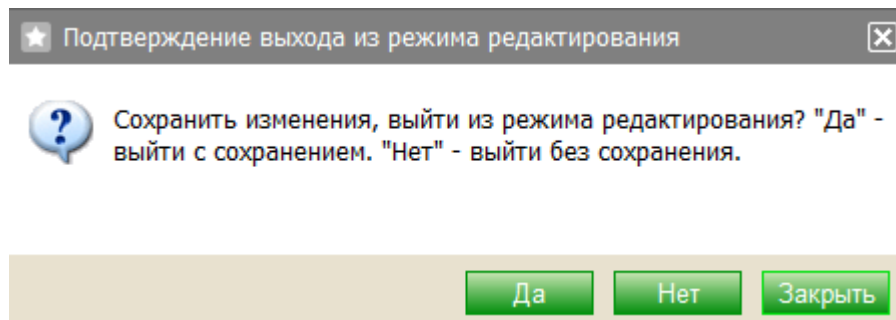 Подтверждение выхода из режима редактирования
Сохранить изменения, выйти из режима редактирования? "Да" -
выйти с сохранением. "Нет" - выйти без сохранения.
Да Нет Закрыть